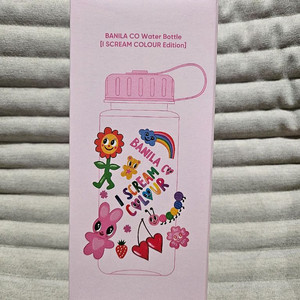 BANILA CO Water Bottle
[I SCREAM COLOUR Edition]
BANILA CO
I SCREAM
COLOUR